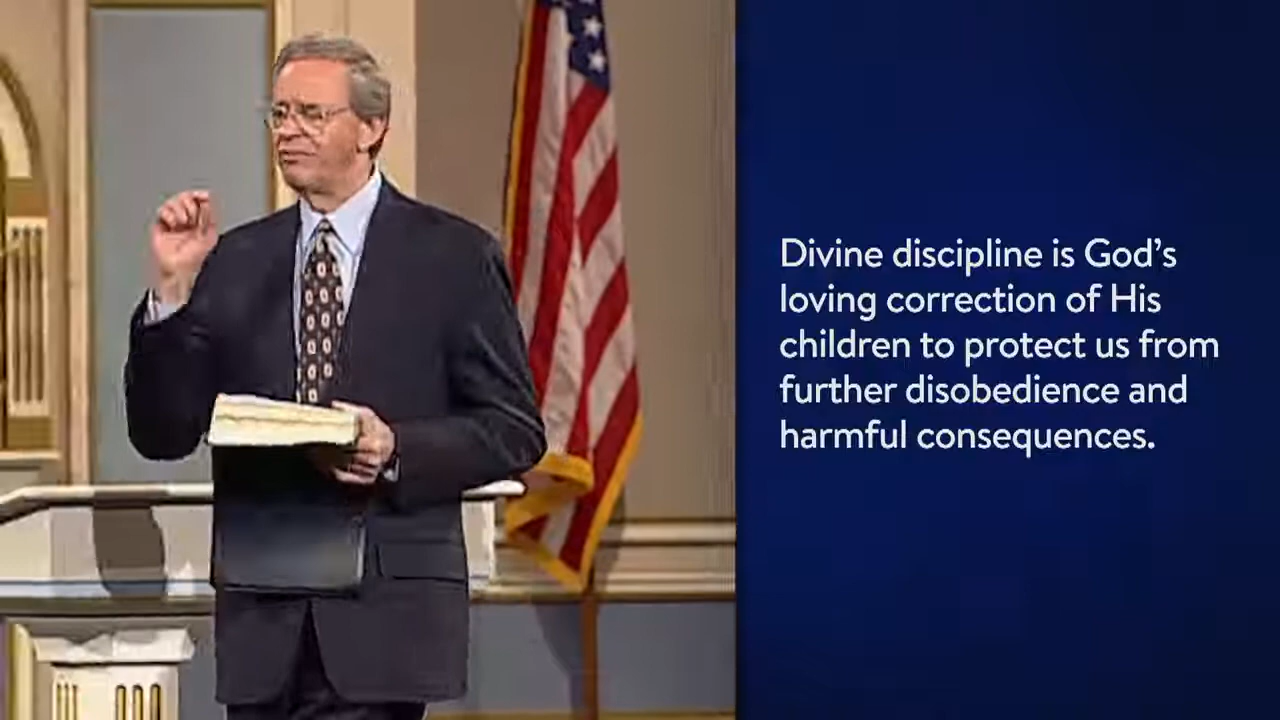 Divine discipline is God’s
loving correction of His
children to protect us from
further disobedience and
harmful consequences.